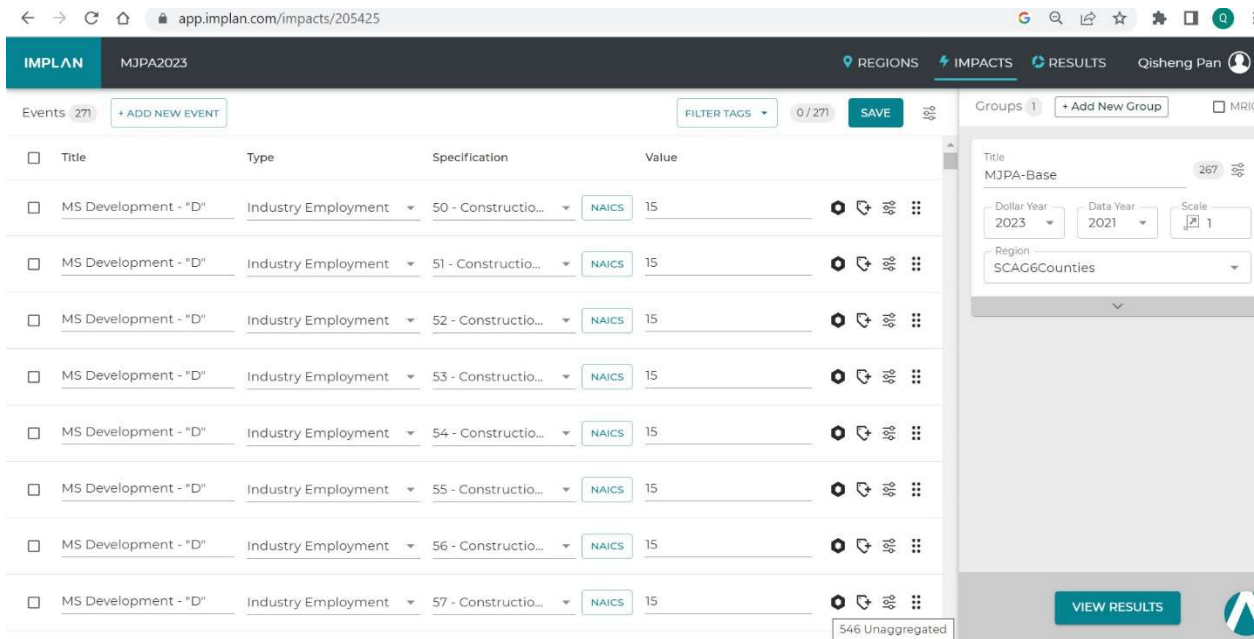 app.implan.com/impacts/205425
IMPLAN MJPA2023 REGIONS IMPACTS RESULTS Qisheng Pan
Events 271 + ADD NEW EVENT FILTER TAGS 0/271 SAVE Groups 1 + Add New Group MRIO
Title Type Specification Value
Title
MJPA-Base 267
MS Development - "D" Industry Employment 50 - Constructio... NAICS 15
Dollar Year Data Year Scale
2023 2021 1
Region
SCAG6Counties
MS Development - "D" Industry Employment 51 - Constructio... NAICS 15
MS Development - "D" Industry Employment 52 - Constructio... NAICS 15
MS Development - "D" Industry Employment 53 - Constructio... NAICS 15
MS Development - "D" Industry Employment 54 - Constructio... NAICS 15
MS Development - "D" Industry Employment 55 - Constructio... NAICS 15
MS Development - "D" Industry Employment 56 - Constructio... NAICS 15
MS Development - "D" Industry Employment 57 - Constructio... NAICS 15
VIEW RESULTS
546 Unaggregated